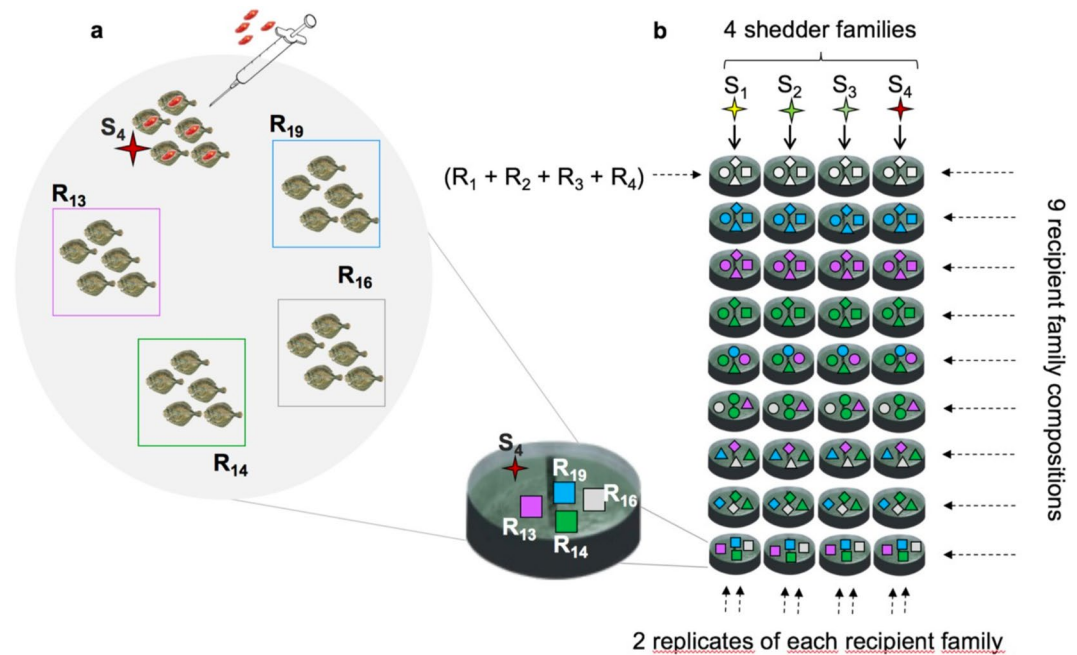 a
S4
R19
R13
R16
R14
S4
R19
R16
R13
R14
b
4 shedder families
S1 S2 S3 S4
(R1 + R2 + R3 + R4)
9 recipient family compositions
2 replicates of each recipient family